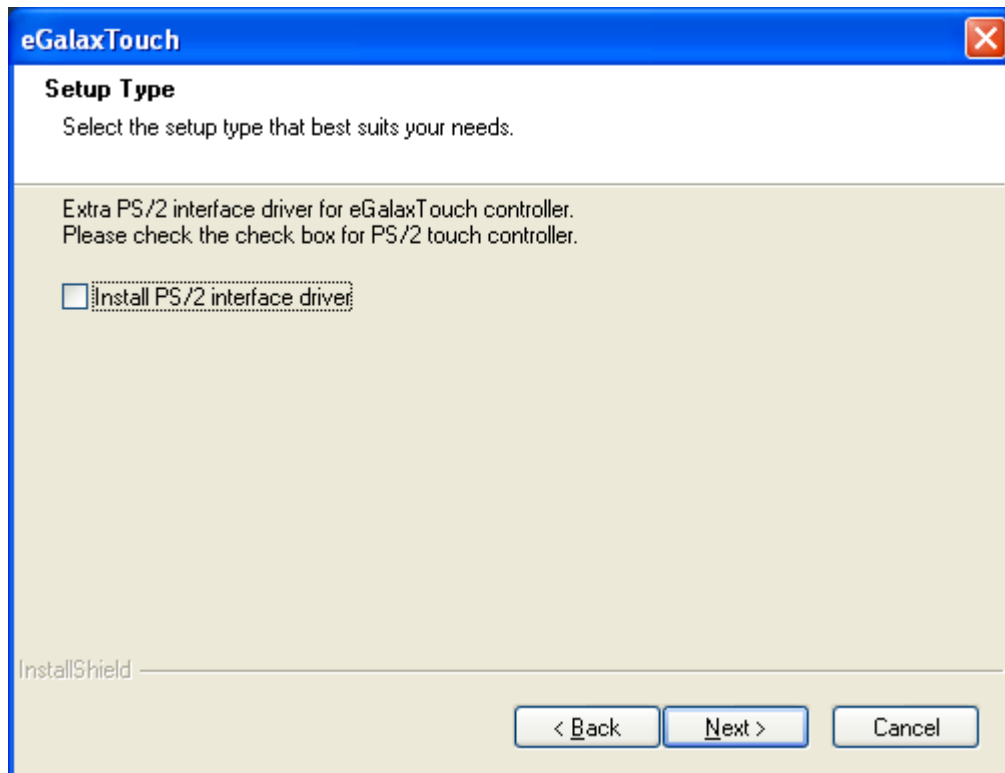 eGalaxTouch
Setup Type
Select the setup type that best suits your needs.
Extra PS/2 interface driver for eGalaxTouch controller.
Please check the check box for PS/2 touch controller.
Install PS/2 interface driver
InstallShield
< Back
Next >
Cancel